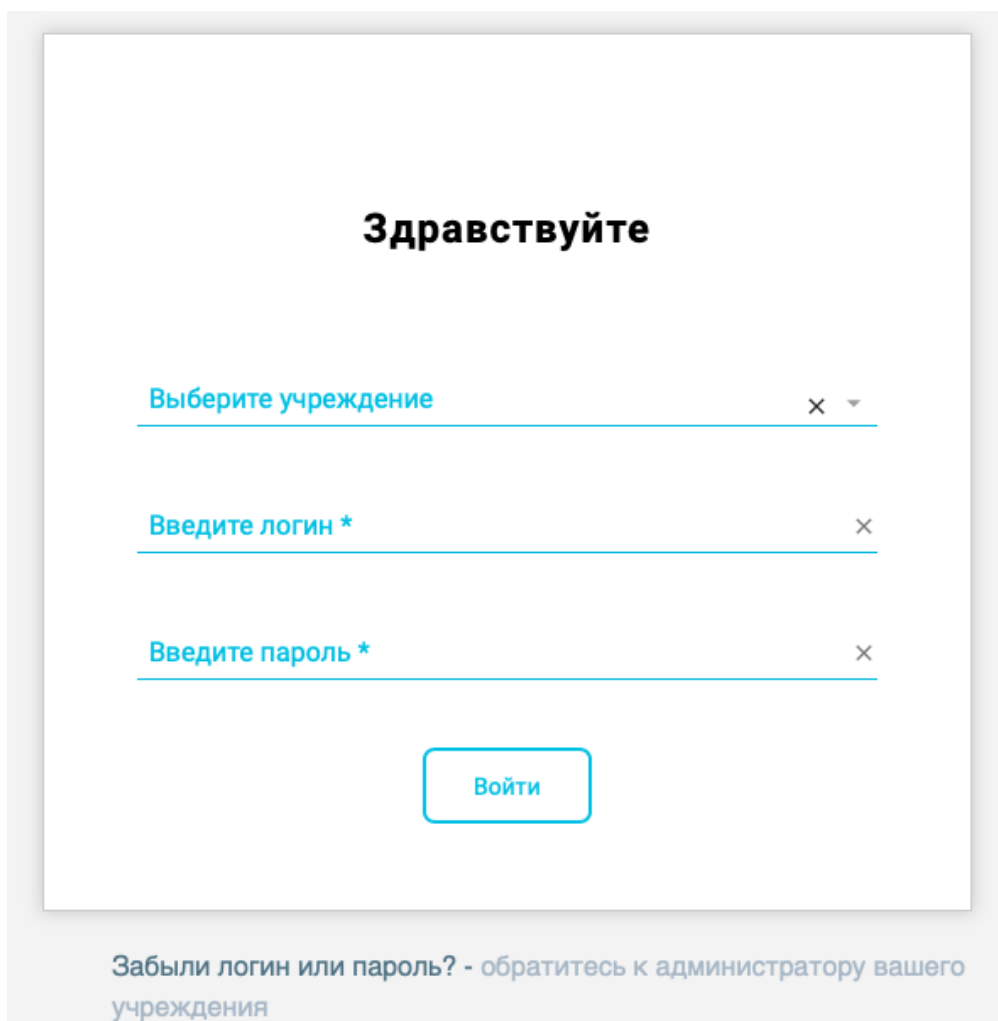 Здравствуйте
Выберите учреждение
Введите логин *
Введите пароль *
Войти
Забыли логин или пароль? - обратитесь к администратору вашего
учреждения